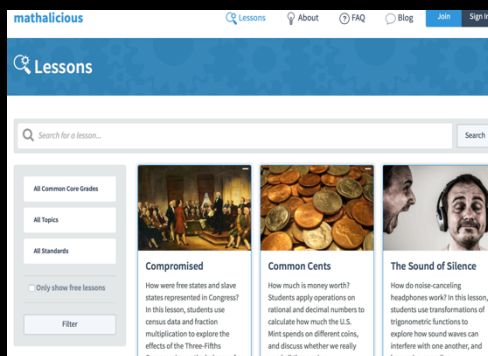 mathalicious
Lessons About FAQ Blog Join Sign In
Lessons
Search for a lesson... Search
All Common Core Grades
All Topics
All Standards
Only show free lessons
Filter
Compromised
How were free states and slave
states represented in Congress?
In this lesson, students use
census data and fraction
multiplication to explore the
effects of the Three-Fifths
Common Cents
How much is money worth?
Students apply operations on
rational and decimal numbers to
calculate how much the U.S.
Mint spends on different coins,
and discuss whether we really
The Sound of Silence
How do noise-canceling
headphones work? In this lesson,
students use transformations of
trigonometric functions to
explore how sound waves can
interfere with one another, and